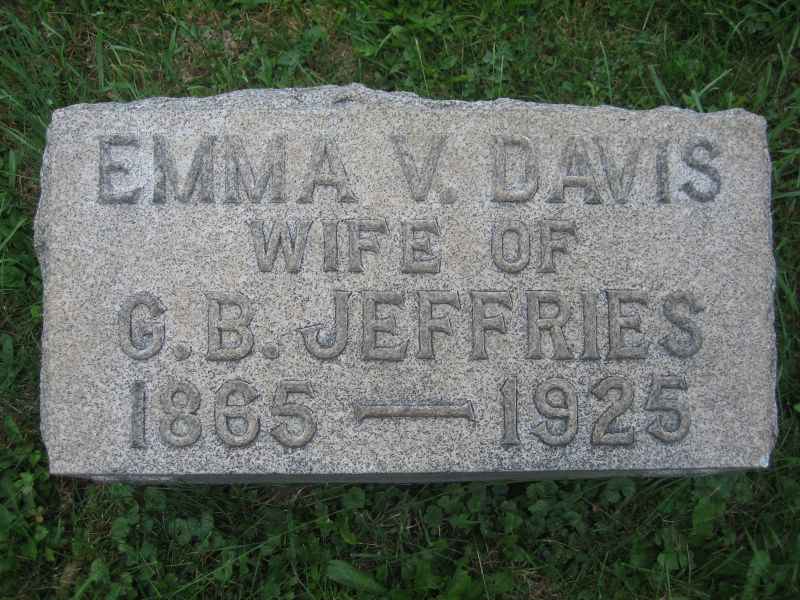 EMMA V. DAVIS
WIFE OF
G.B. JEFFRIES
1865 — 1925